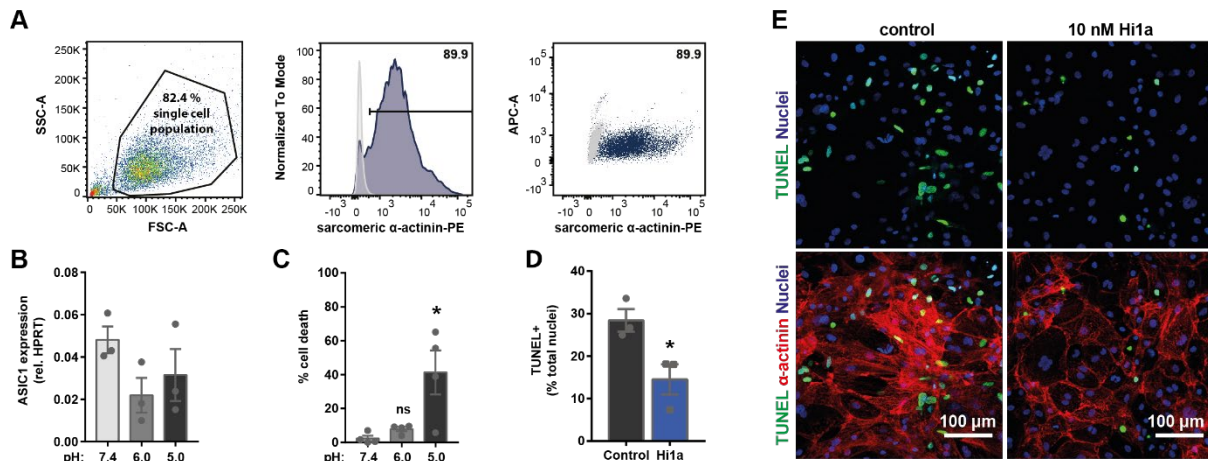 A
SSC-A
250K
200K
150K
100K
50K
0
82.4 %
single cell
population
0 50K 100K 150K 200K 250K
FSC-A
Normalized To Mode
100
80
60
40
20
0
89.9
-10³ 0 10³ 10⁴ 10⁵
sarcomeric α-actinin-PE
APC-A
10⁵
10⁴
10³
0
-10³
89.9
-10³ 0 10³ 10⁴ 10⁵
sarcomeric α-actinin-PE
B
ASIC1 expression
(rel. HPRT)
0.08
0.06
0.04
0.02
0.00
pH: 7.4 6.0 5.0
C
% cell death
100
80
60
40
20
0
ns
*
pH: 7.4 6.0 5.0
D
TUNEL+
(% total nuclei)
40
30
20
10
0
*
Control Hi1a
E
control
10 nM Hi1a
TUNEL Nuclei
TUNEL α-actinin Nuclei
100 µm
100 µm